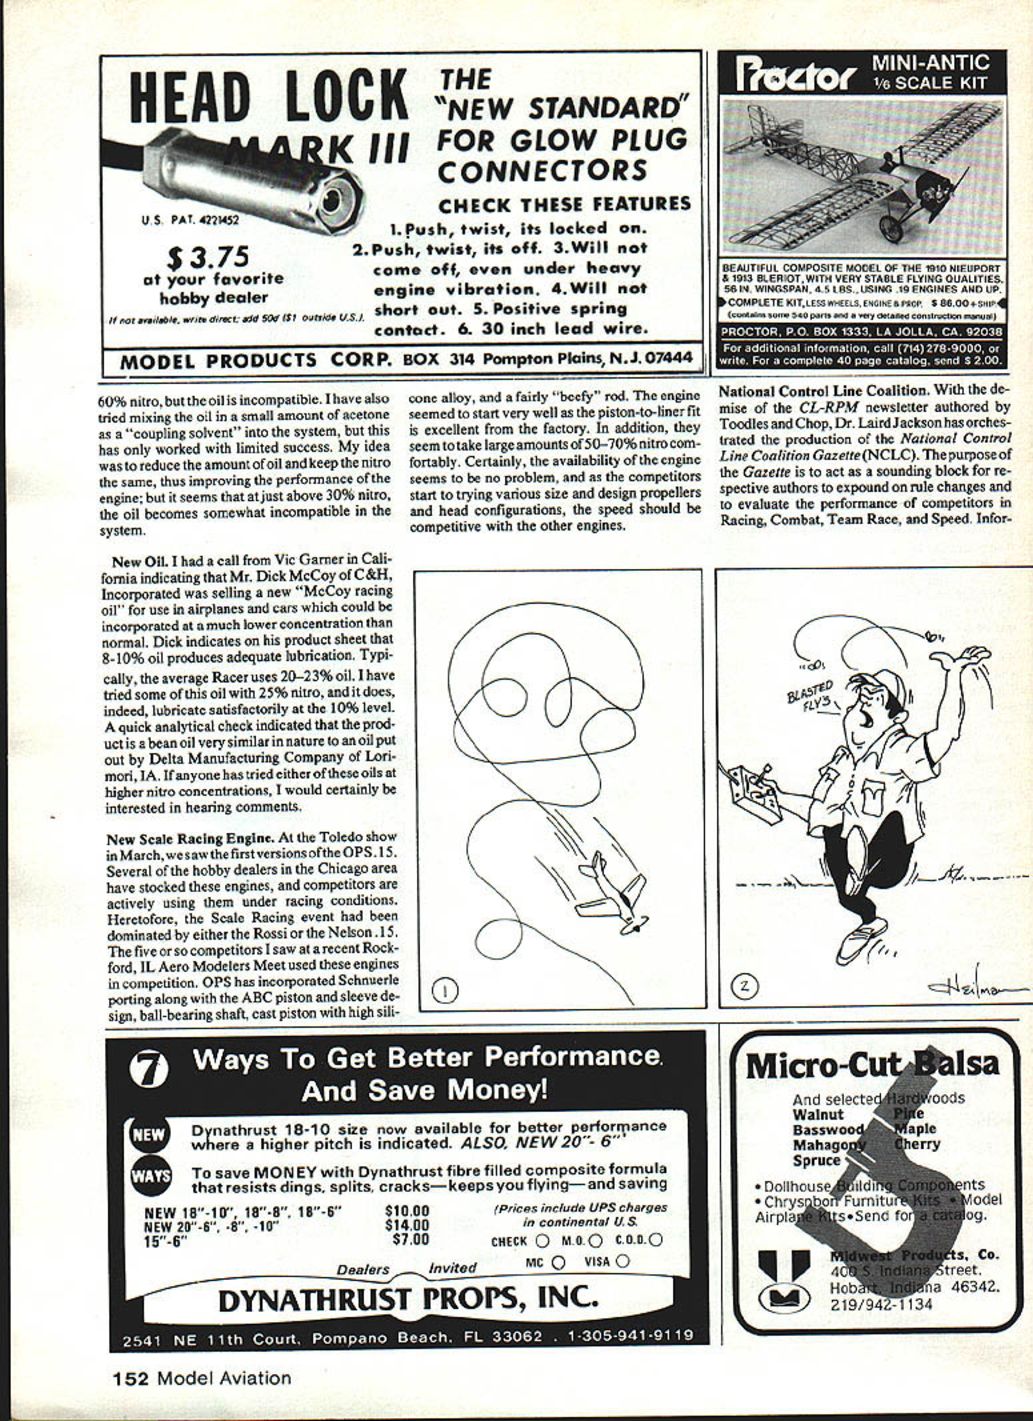 HEAD LOCK
MARK III
U.S. PAT. 4221452
$3.75
at your favorite
hobby dealer
If not available, write direct; add 50¢ ($1 outside U.S.).
THE
"NEW STANDARD"
FOR GLOW PLUG
CONNECTORS
CHECK THESE FEATURES
1. Push, twist, its locked on.
2. Push, twist, its off. 3. Will not
come off, even under heavy
engine vibration. 4. Will not
short out. 5. Positive spring
contact. 6. 30 inch lead wire.
MODEL PRODUCTS CORP. BOX 314 Pompton Plains, N.J. 07444
Proctor
MINI-ANTIC
1/6 SCALE KIT
BEAUTIFUL COMPOSITE MODEL OF THE 1910 NIEUPORT
& 1913 BLERIOT, WITH VERY STABLE FLYING QUALITIES.
56 IN. WINGSPAN, 4.5 LBS., USING .19 ENGINES AND UP.
COMPLETE KIT, LESS WHEELS, ENGINE & PROP. $86.00 + SHIP.
(contains some 540 parts and a very detailed construction manual)
PROCTOR, P.O. BOX 1333, LA JOLLA, CA. 92038
For additional information, call (714) 278-9000, or
write. For a complete 40 page catalog, send $2.00.
60% nitro, but the oil is incompatible. I have also
tried mixing the oil in a small amount of acetone
as a "coupling solvent" into the system, but this
has only worked with limited success. My idea
was to reduce the amount of oil and keep the nitro
the same, thus improving the performance of the
engine; but it seems that at just above 30% nitro,
the oil becomes somewhat incompatible in the
system.
New Oil. I had a call from Vic Garner in Cali-
fornia indicating that Mr. Dick McCoy of C&H,
Incorporated was selling a new "McCoy racing
oil" for use in airplanes and cars which could be
incorporated at a much lower concentration than
normal. Dick indicates on his product sheet that
8-10% oil produces adequate lubrication. Typi-
cally, the average Racer uses 20–23% oil. I have
tried some of this oil with 25% nitro, and it does,
indeed, lubricate satisfactorily at the 10% level.
A quick analytical check indicated that the prod-
uct is a bean oil very similar in nature to an oil put
out by Delta Manufacturing Company of Lori-
mori, IA. If anyone has tried either of these oils at
higher nitro concentrations, I would certainly be
interested in hearing comments.
New Scale Racing Engine. At the Toledo show
in March, we saw the first versions of the OPS .15.
Several of the hobby dealers in the Chicago area
have stocked these engines, and competitors are
actively using them under racing conditions.
Heretofore, the Scale Racing event had been
dominated by either the Rossi or the Nelson .15.
The five or so competitors I saw at a recent Rock-
ford, IL Aero Modelers Meet used these engines
in competition. OPS has incorporated Schnuerle
porting along with the ABC piston and sleeve de-
sign, ball-bearing shaft, cast piston with high sili-
cone alloy, and a fairly "beefy" rod. The engine
seemed to start very well as the piston-to-liner fit
is excellent from the factory. In addition, they
seem to take large amounts of 50–70% nitro com-
fortably. Certainly, the availability of the engine
seems to be no problem, and as the competitors
start to trying various size and design propellers
and head configurations, the speed should be
competitive with the other engines.
National Control Line Coalition. With the de-
mise of the CL-RPM newsletter authored by
Toodles and Chop, Dr. Laird Jackson has orches-
trated the production of the National Control
Line Coalition Gazette (NCLC). The purpose of
the Gazette is to act as a sounding block for re-
spective authors to expound on rule changes and
to evaluate the performance of competitors in
Racing, Combat, Team Race, and Speed. Infor-
1
BLASTED
FLYS
2
Heilman
7 Ways To Get Better Performance.
And Save Money!
NEW
Dynathrust 18-10 size now available for better performance
where a higher pitch is indicated. ALSO, NEW 20"- 6"
WAYS
To save MONEY with Dynathrust fibre filled composite formula
that resists dings, splits, cracks—keeps you flying—and saving
NEW 18"-10", 18"-8", 18"-6" $10.00
NEW 20"-6", -8", -10" $14.00
15"-6" $7.00
(Prices include UPS charges
in continental U.S.
CHECK M.O. C.O.D.
MC VISA
Dealers Invited
DYNATHRUST PROPS, INC.
2541 NE 11th Court, Pompano Beach, FL 33062 . 1-305-941-9119
Micro-Cut Balsa
And selected Hardwoods
Walnut Pine
Basswood Maple
Mahagony Cherry
Spruce
• Dollhouse Building Components
• Chrysnbon Furniture Kits • Model
Airplane Kits • Send for a catalog.
Midwest Products, Co.
400 S. Indiana Street.
Hobart, Indiana 46342.
219/942-1134
152 Model Aviation